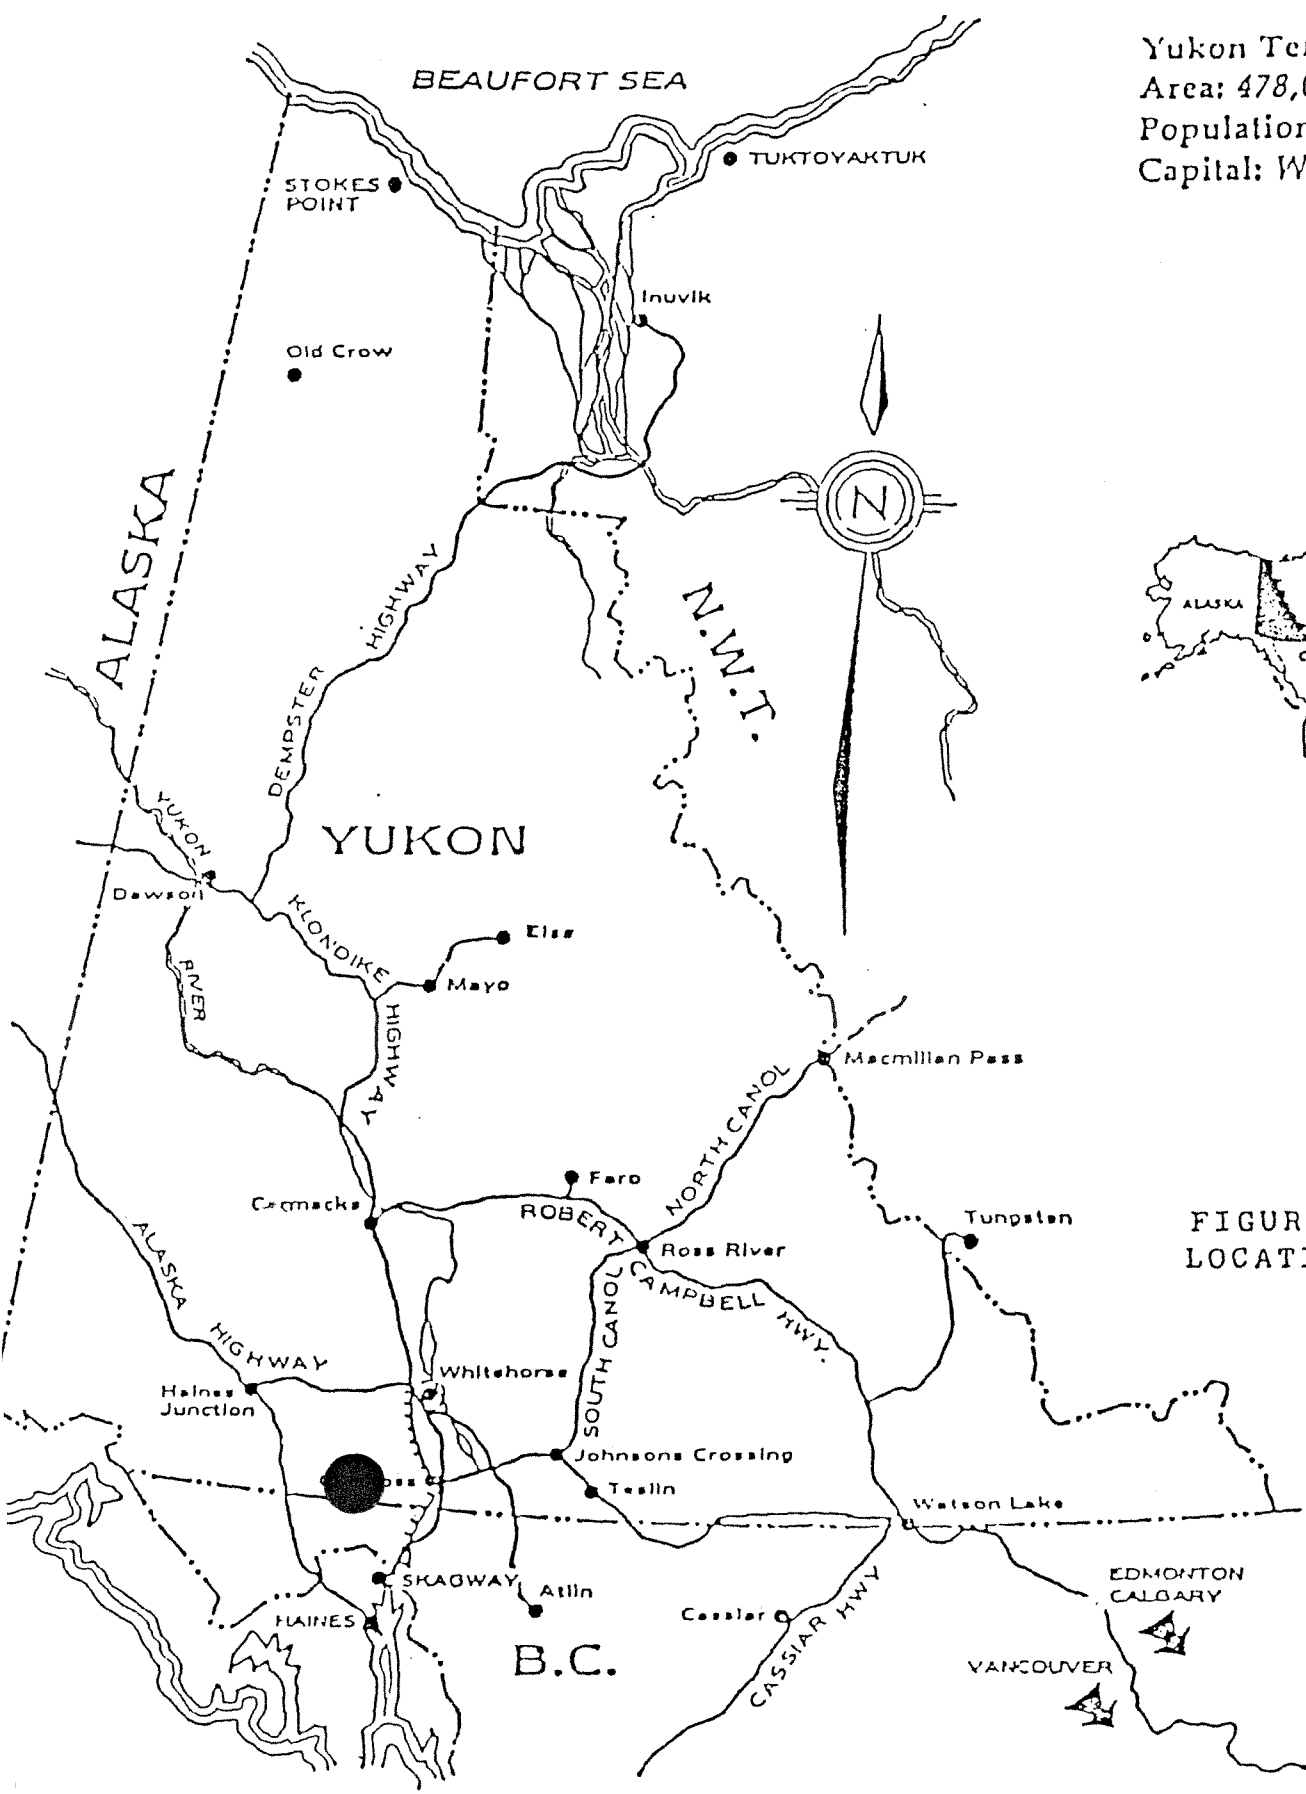 Yukon Te
Area: 478,
Population
Capital: W
BEAUFORT SEA
TUKTOYAKTUK
STOKES
POINT
Inuvik
Old Crow
ALASKA
N
HIGHWAY
DEMPSTER
N.W.T.
ALASKA
YUKON
YUKON
Dawson
KLONDIKE
Elsa
Mayo
RIVER
HIGHWAY
Macmillan Pass
NORTH CANOL
Faro
Carmacks
ROBERT
Ross River
CAMPBELL
HWY.
Tungsten
FIGUR
LOCATI
ALASKA
HIGHWAY
SOUTH CANOL
Whitehorse
Haines
Junction
Johnsons Crossing
Teslin
Watson Lake
SKAGWAY
Atlin
HAINES
Cassiar
CASSIAR HWY
B.C.
EDMONTON
CALGARY
VANCOUVER